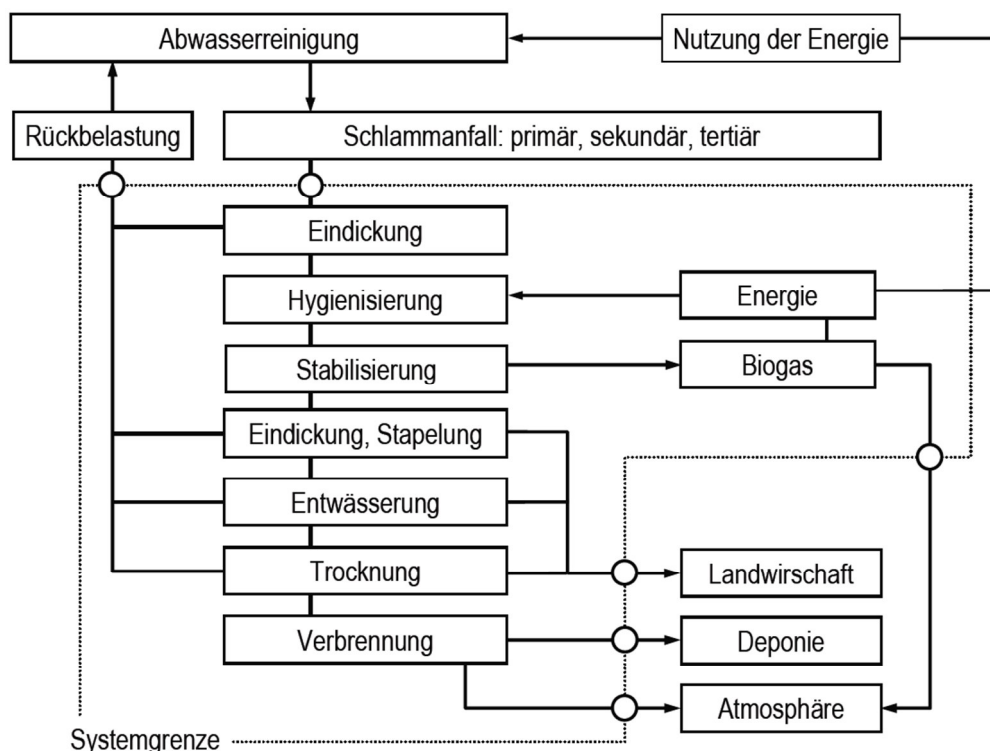 Abwasserreinigung
Nutzung der Energie
Rückbelastung
Schlammanfall: primär, sekundär, tertiär
Eindickung
Hygienisierung
Energie
Stabilisierung
Biogas
Eindickung, Stapelung
Entwässerung
Trocknung
Landwirschaft
Verbrennung
Deponie
Atmosphäre
Systemgrenze